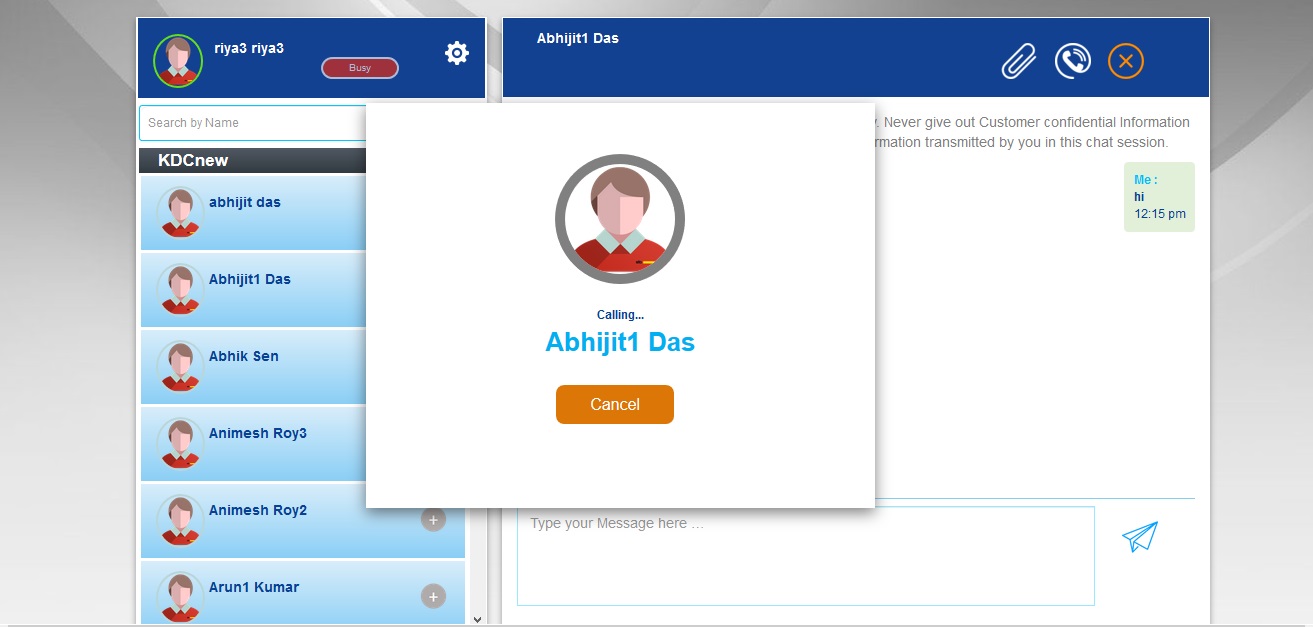 riya3 riya3
Busy
Search by Name
KDCnew
abhijit das
Abhijit1 Das
Abhik Sen
Animesh Roy3
Animesh Roy2
+
Arun1 Kumar
+
Abhijit1 Das
. Never give out Customer confidential Information
rmation transmitted by you in this chat session.
Me :
hi
12:15 pm
Calling...
Abhijit1 Das
Cancel
Type your Message here ...